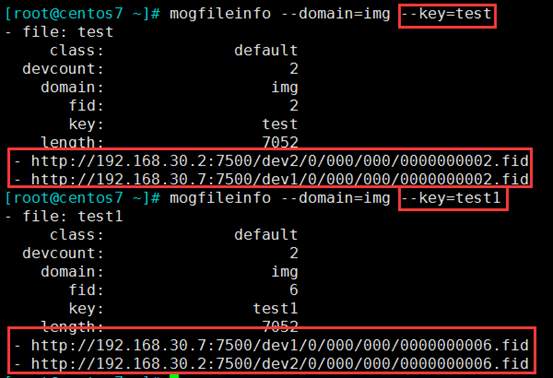 [root@centos7 ~]# mogfileinfo --domain=img --key=test
- file: test
class: default
devcount: 2
domain: img
fid: 2
key: test
length: 7052
- http://192.168.30.2:7500/dev2/0/000/000/0000000002.fid
- http://192.168.30.7:7500/dev1/0/000/000/0000000002.fid
[root@centos7 ~]# mogfileinfo --domain=img --key=test1
- file: test1
class: default
devcount: 2
domain: img
fid: 6
key: test1
length: 7052
- http://192.168.30.7:7500/dev1/0/000/000/0000000006.fid
- http://192.168.30.2:7500/dev2/0/000/000/0000000006.fid
[root@centos7 ~]#